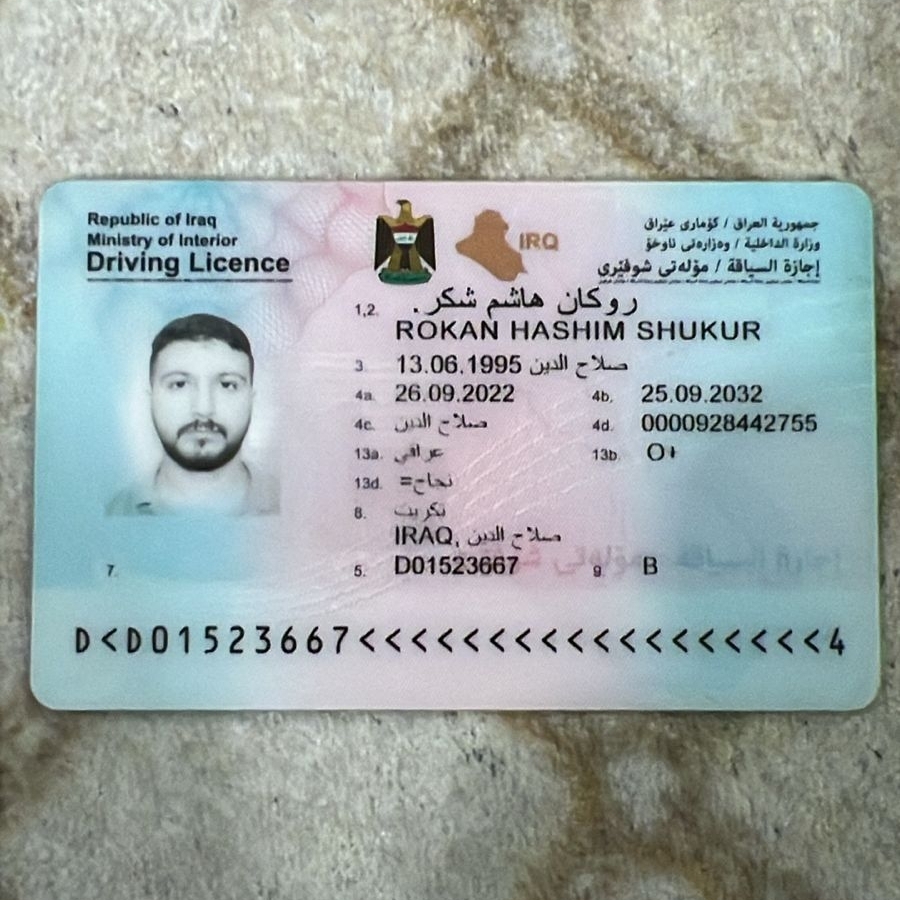 Republic of Iraq
Ministry of Interior
Driving Licence
IRQ
جمهورية العراق / كۆماری عێراق
وزارة الداخلية / وەزارەتی ناوخۆ
إجازة السياقة / مۆڵەتی شوفێری
1,2. روكان هاشم شكر.
ROKAN HASHIM SHUKUR
3. 13.06.1995 صلاح الدين
4a. 26.09.2022 4b. 25.09.2032
4c. صلاح الدين 4d. 0000928442755
13a. عراقي 13b. O+
13d. نجاح=
8. تكريت
IRAQ, صلاح الدين
7. 5. D01523667 9. B
إجازة السياقة - مۆڵەتی شوفێری
D<D01523667<<<<<<<<<<<<<<<<<<<4